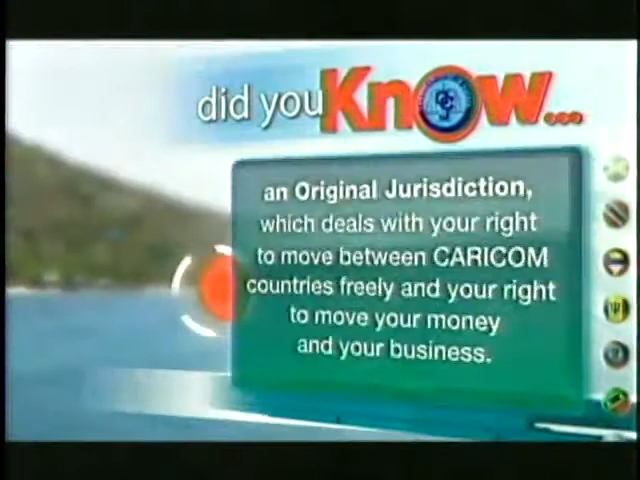 did you Know...
an Original Jurisdiction,
which deals with your right
to move between CARICOM
countries freely and your right
to move your money
and your business.